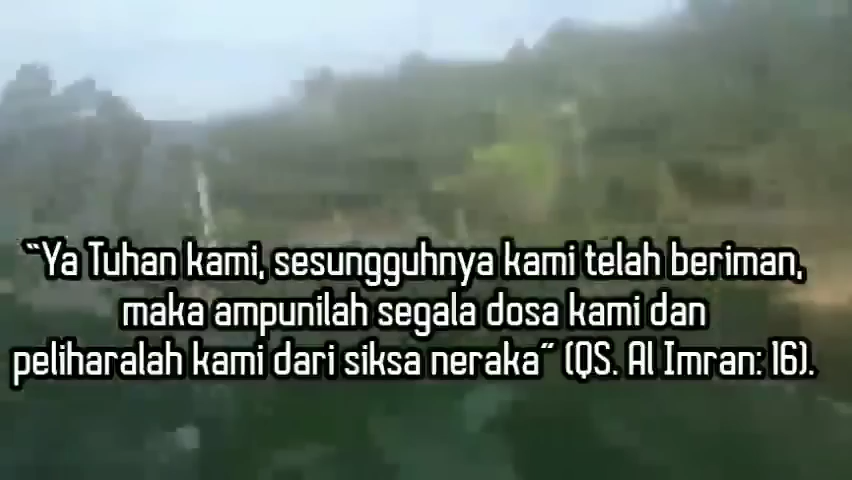 “Ya Tuhan kami, sesungguhnya kami telah beriman,
maka ampunilah segala dosa kami dan
peliharalah kami dari siksa neraka” (QS. Al Imran: 16).